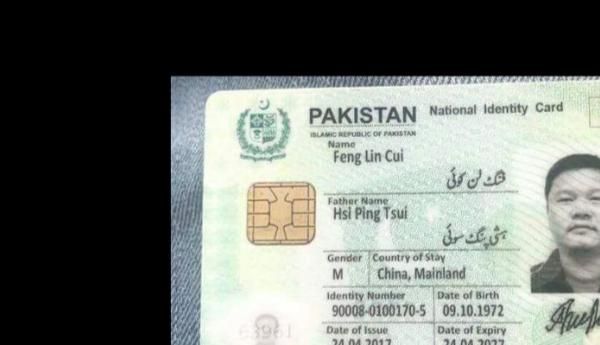 PAKISTAN National Identity Card
ISLAMIC REPUBLIC OF PAKISTAN
Name
Feng Lin Cui
فنگ لن کوئی
Father Name
Hsi Ping Tsui
ہشی پنگ سوئی
Gender Country of Stay
M China, Mainland
Identity Number Date of Birth
90008-0100170-5 09.10.1972
Date of Issue Date of Expiry
24.04.2017 24.04.2027